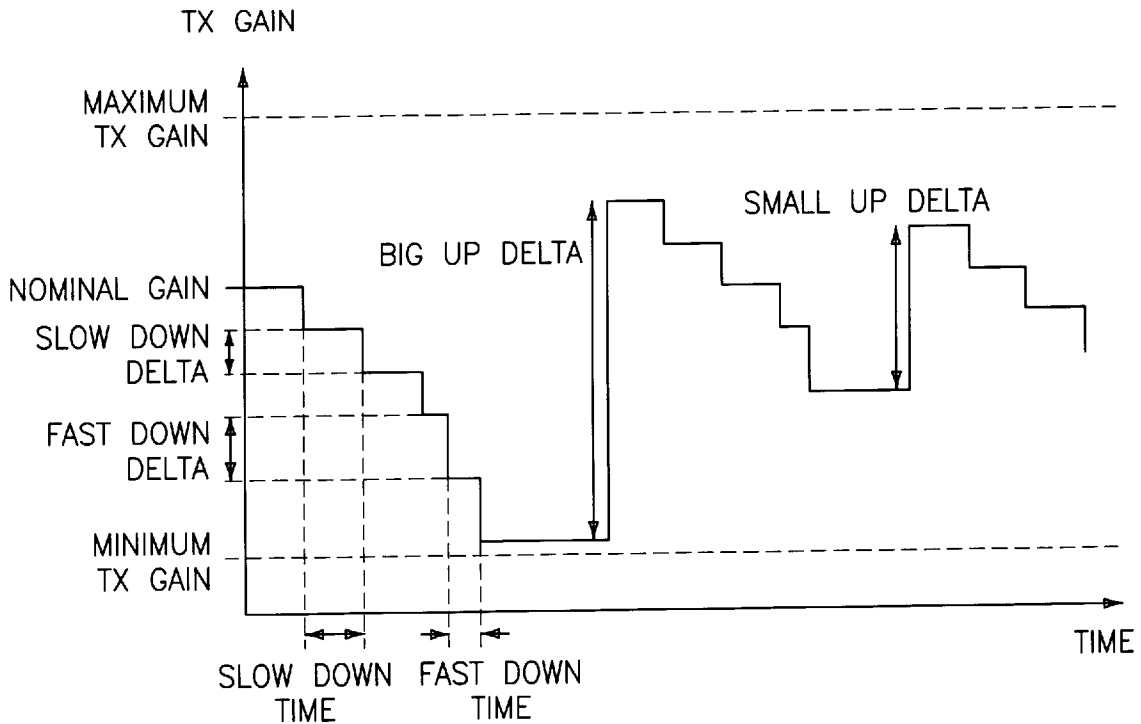 TX GAIN
MAXIMUM
TX GAIN
SMALL UP DELTA
BIG UP DELTA
NOMINAL GAIN
SLOW DOWN
DELTA
FAST DOWN
DELTA
MINIMUM
TX GAIN
TIME
SLOW DOWN
TIME
FAST DOWN
TIME